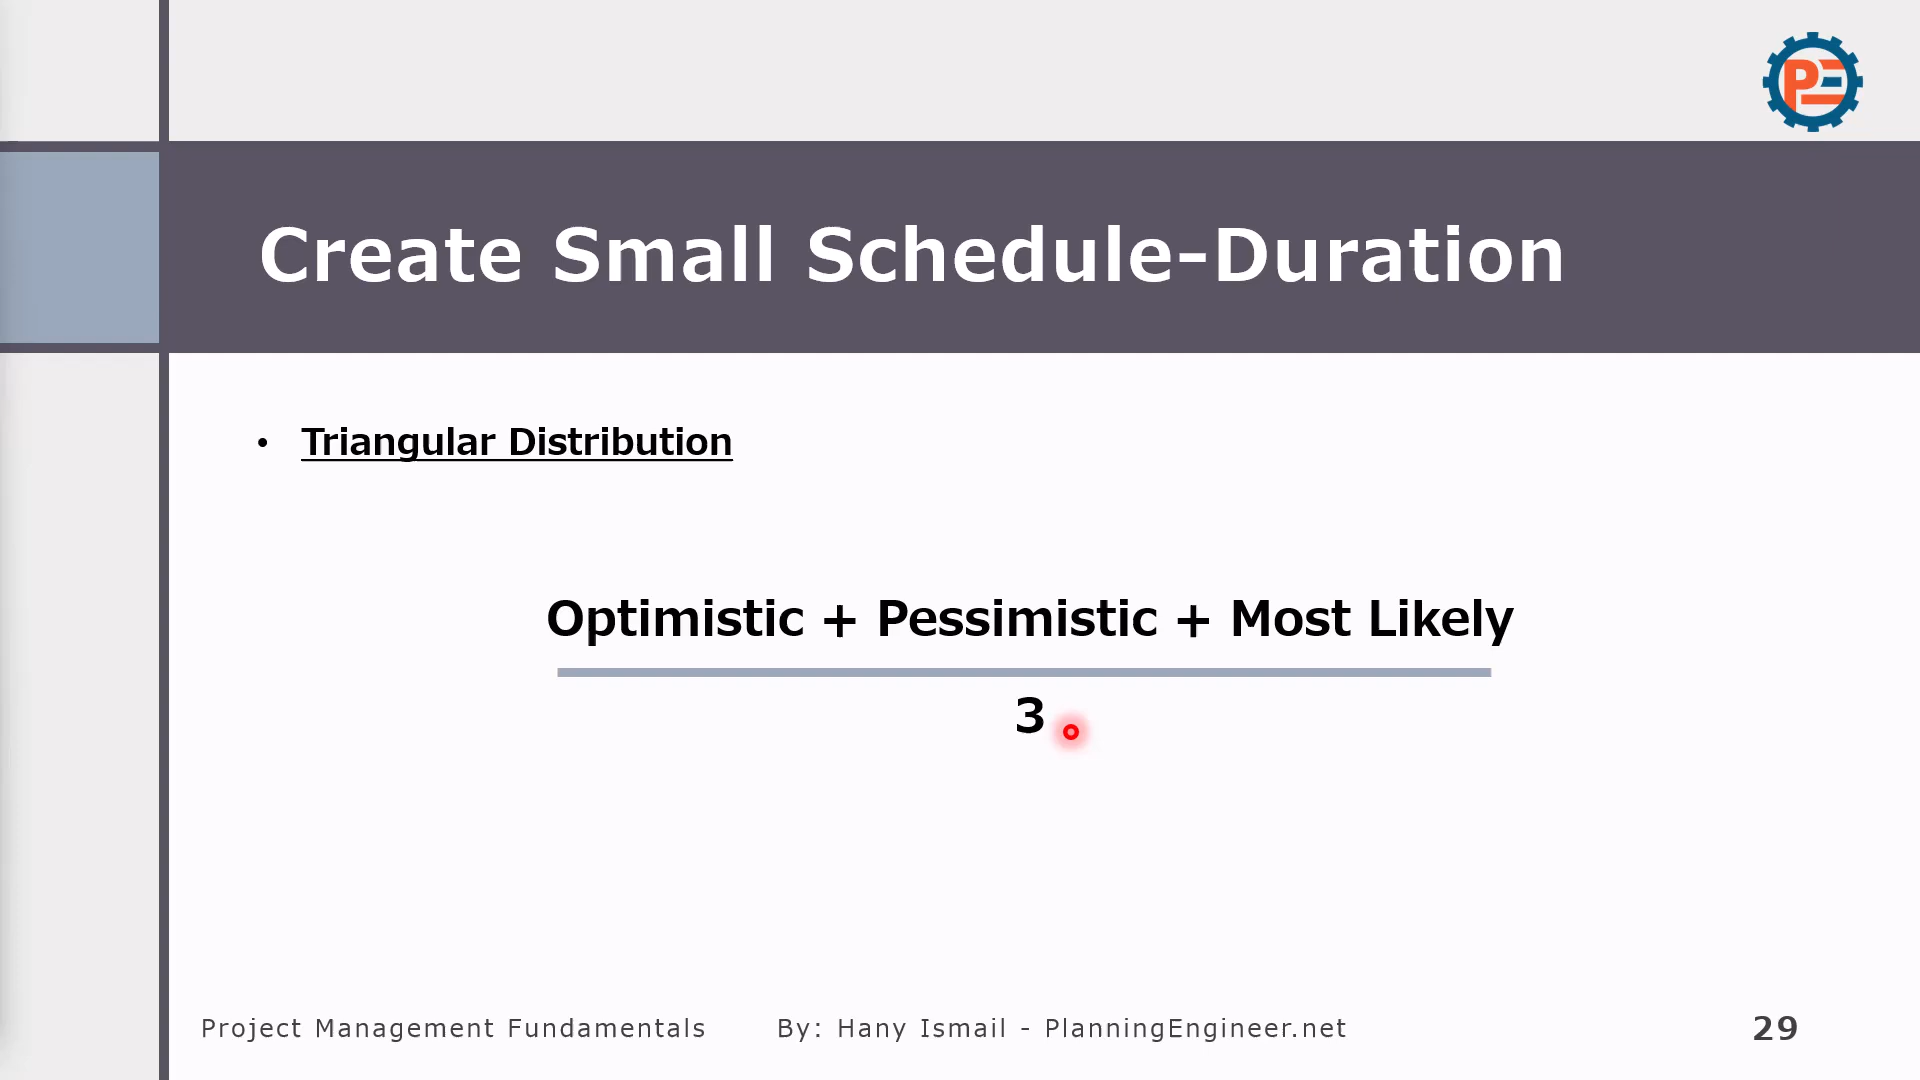 PE
Create Small Schedule-Duration
• Triangular Distribution
Optimistic + Pessimistic + Most Likely
3
Project Management Fundamentals By: Hany Ismail - PlanningEngineer.net 29